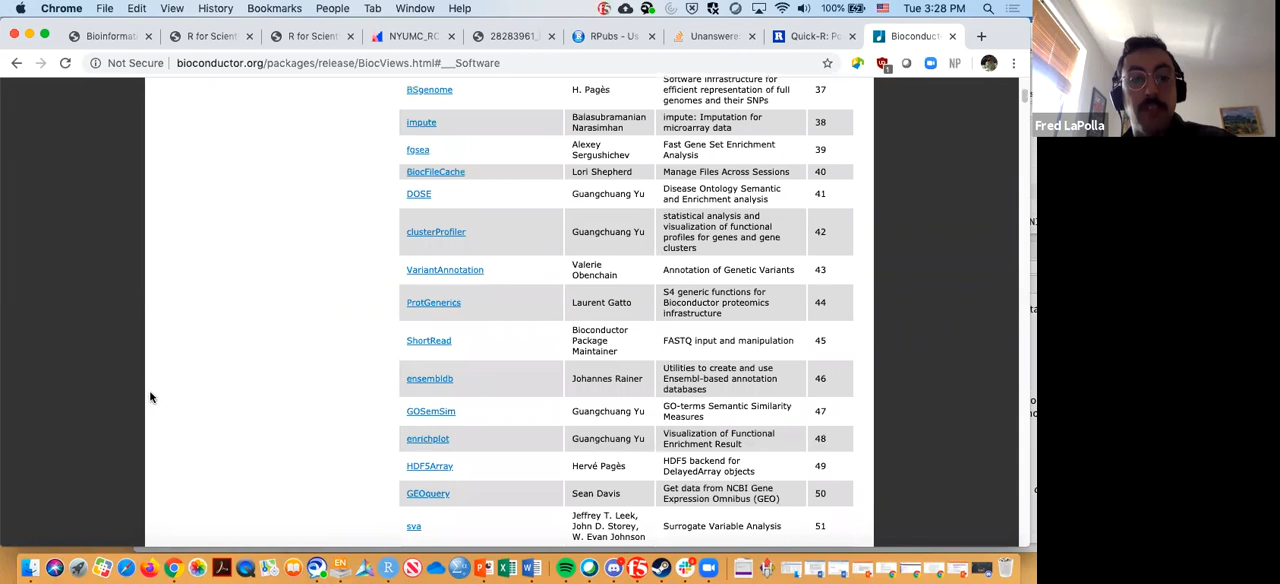 Chrome File Edit View History Bookmarks People Tab Window Help 100% Tue 3:28 PM
Bioinformat R for Scient R for Scient NYUMC_RC 28283961_ RPubs - Us Unanswere Quick-R: Po Bioconduct
Not Secure bioconductor.org/packages/release/BiocViews.html#___Software NP
Fred LaPolla
BSgenome H. Pagès Software infrastructure for
efficient representation of full
genomes and their SNPs 37
impute Balasubramanian
Narasimhan impute: Imputation for
microarray data 38
fgsea Alexey
Sergushichev Fast Gene Set Enrichment
Analysis 39
BiocFileCache Lori Shepherd Manage Files Across Sessions 40
DOSE Guangchuang Yu Disease Ontology Semantic
and Enrichment analysis 41
clusterProfiler Guangchuang Yu statistical analysis and
visualization of functional
profiles for genes and gene
clusters 42
VariantAnnotation Valerie
Obenchain Annotation of Genetic Variants 43
ProtGenerics Laurent Gatto S4 generic functions for
Bioconductor proteomics
infrastructure 44
ShortRead Bioconductor
Package
Maintainer FASTQ input and manipulation 45
ensembldb Johannes Rainer Utilities to create and use
Ensembl-based annotation
databases 46
GOSemSim Guangchuang Yu GO-terms Semantic Similarity
Measures 47
enrichplot Guangchuang Yu Visualization of Functional
Enrichment Result 48
HDF5Array Hervé Pagès HDF5 backend for
DelayedArray objects 49
GEOquery Sean Davis Get data from NCBI Gene
Expression Omnibus (GEO) 50
sva Jeffrey T. Leek,
John D. Storey,
W. Evan Johnson Surrogate Variable Analysis 51